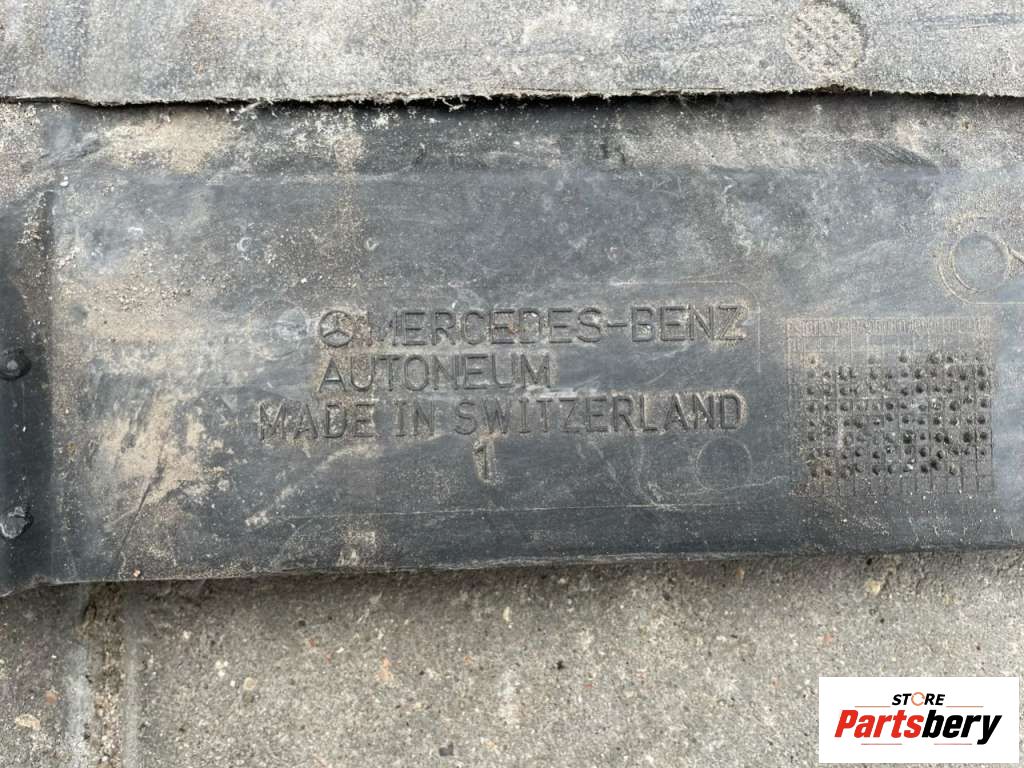 MERCEDES-BENZ
AUTONEUM
MADE IN SWITZERLAND
1
STORE
Partsbery